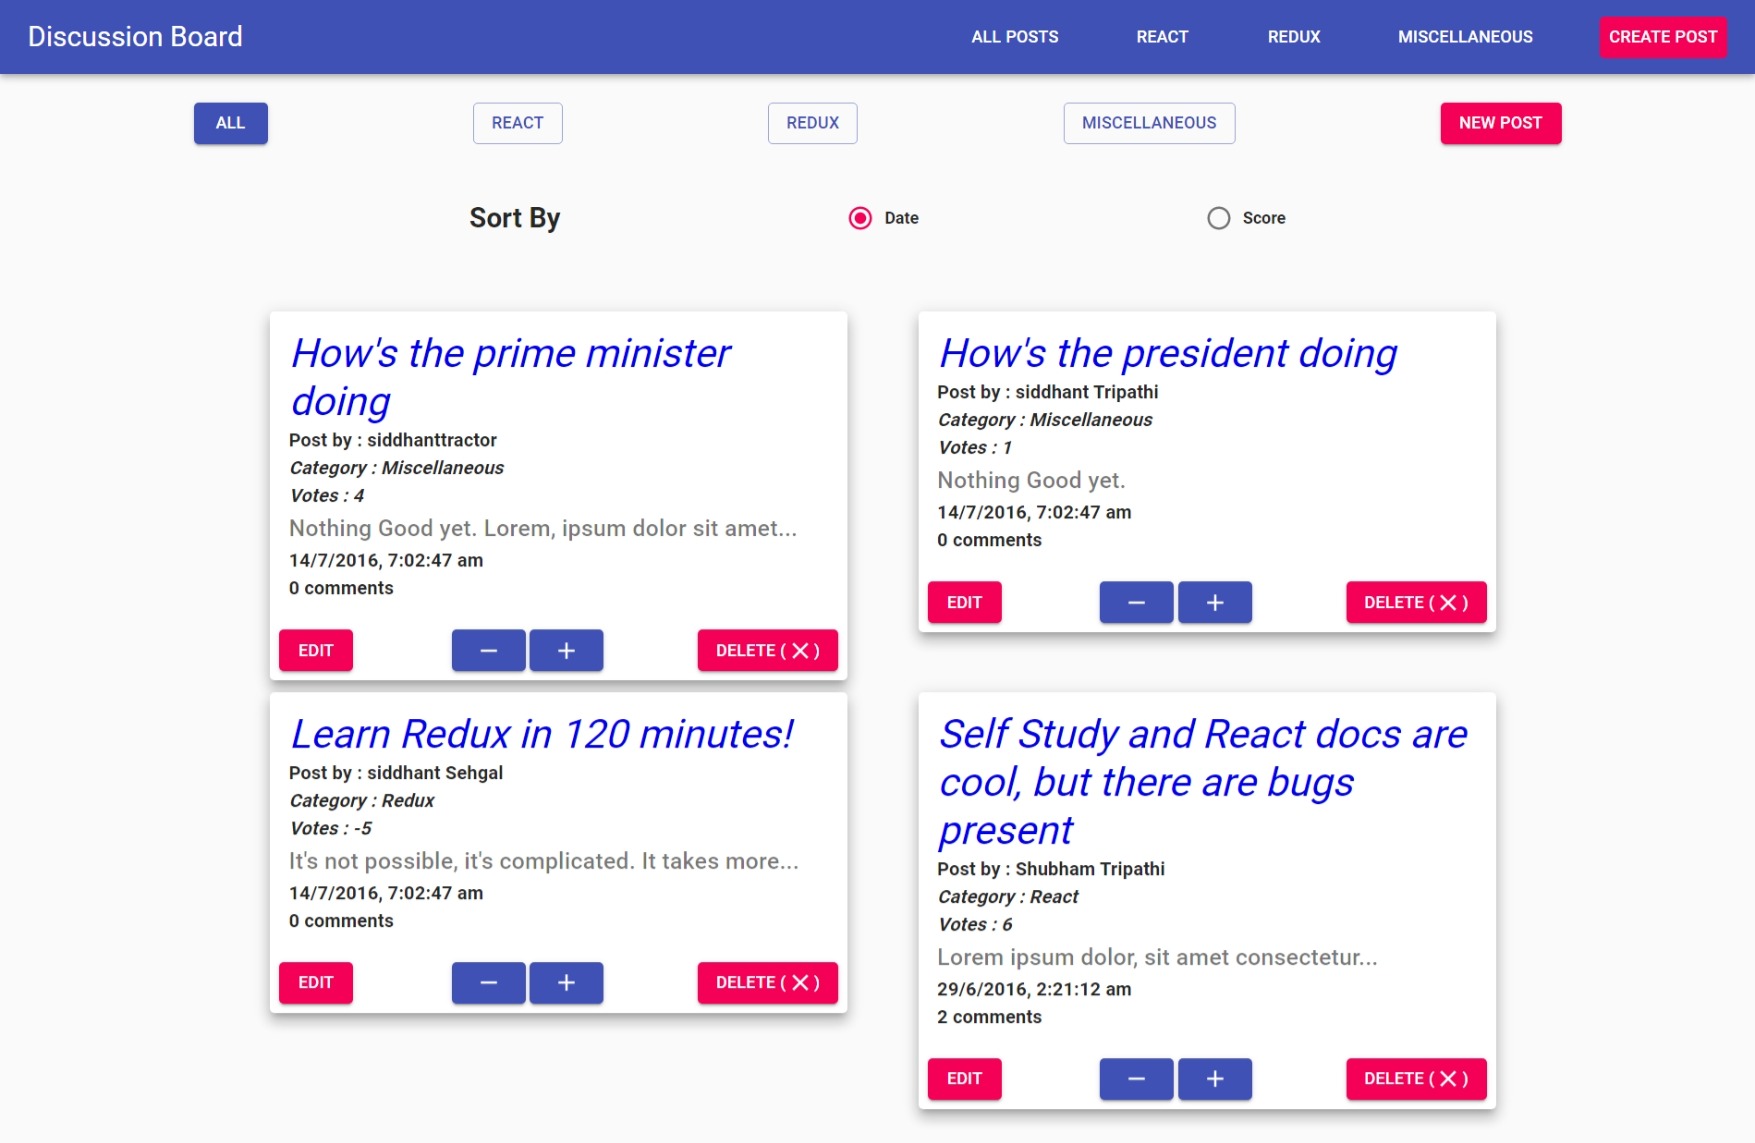 Discussion Board
ALL POSTS
REACT
REDUX
MISCELLANEOUS
CREATE POST
ALL
REACT
REDUX
MISCELLANEOUS
NEW POST
Sort By
Date
Score
How's the prime minister
doing
Post by : siddhanttractor
Category : Miscellaneous
Votes : 4
Nothing Good yet. Lorem, ipsum dolor sit amet...
14/7/2016, 7:02:47 am
0 comments
EDIT
−
+
DELETE ( ✕ )
How's the president doing
Post by : siddhant Tripathi
Category : Miscellaneous
Votes : 1
Nothing Good yet.
14/7/2016, 7:02:47 am
0 comments
EDIT
−
+
DELETE ( ✕ )
Learn Redux in 120 minutes!
Post by : siddhant Sehgal
Category : Redux
Votes : -5
It's not possible, it's complicated. It takes more...
14/7/2016, 7:02:47 am
0 comments
EDIT
−
+
DELETE ( ✕ )
Self Study and React docs are
cool, but there are bugs
present
Post by : Shubham Tripathi
Category : React
Votes : 6
Lorem ipsum dolor, sit amet consectetur...
29/6/2016, 2:21:12 am
2 comments
EDIT
−
+
DELETE ( ✕ )